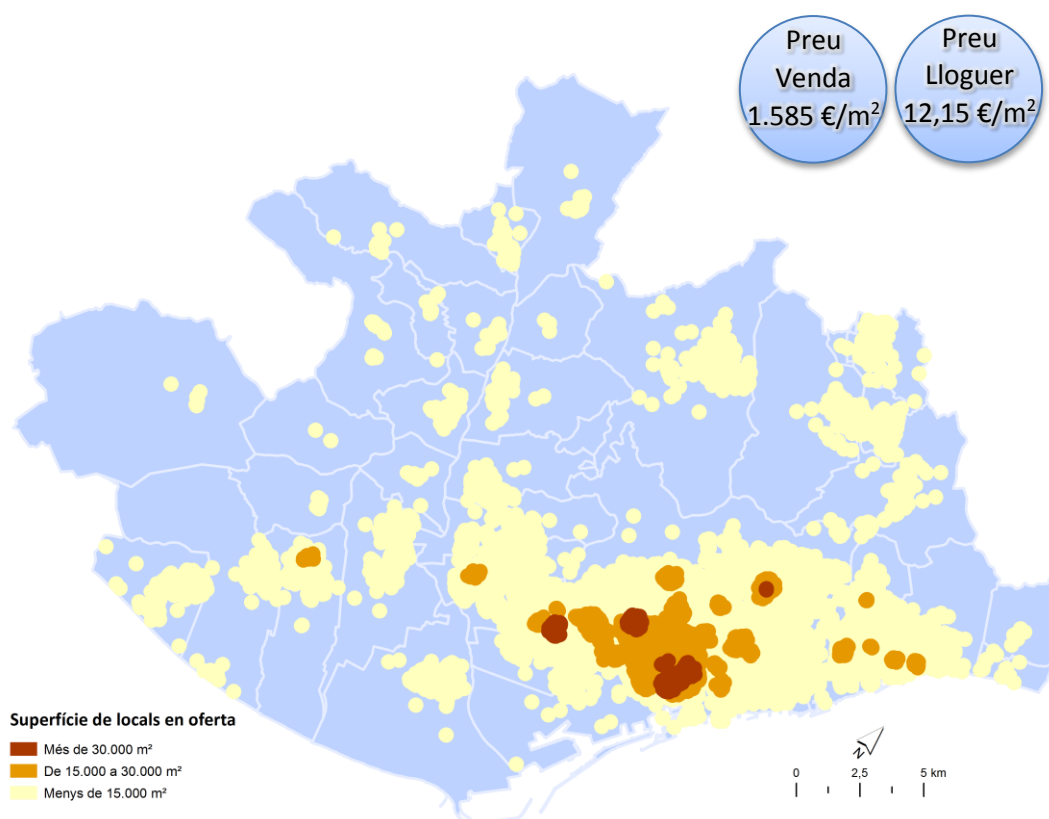 Preu
Venda
1.585 €/m²
Preu
Lloguer
12,15 €/m²
Superfície de locals en oferta
Més de 30.000 m²
De 15.000 a 30.000 m²
Menys de 15.000 m²
N
0 2,5 5 km